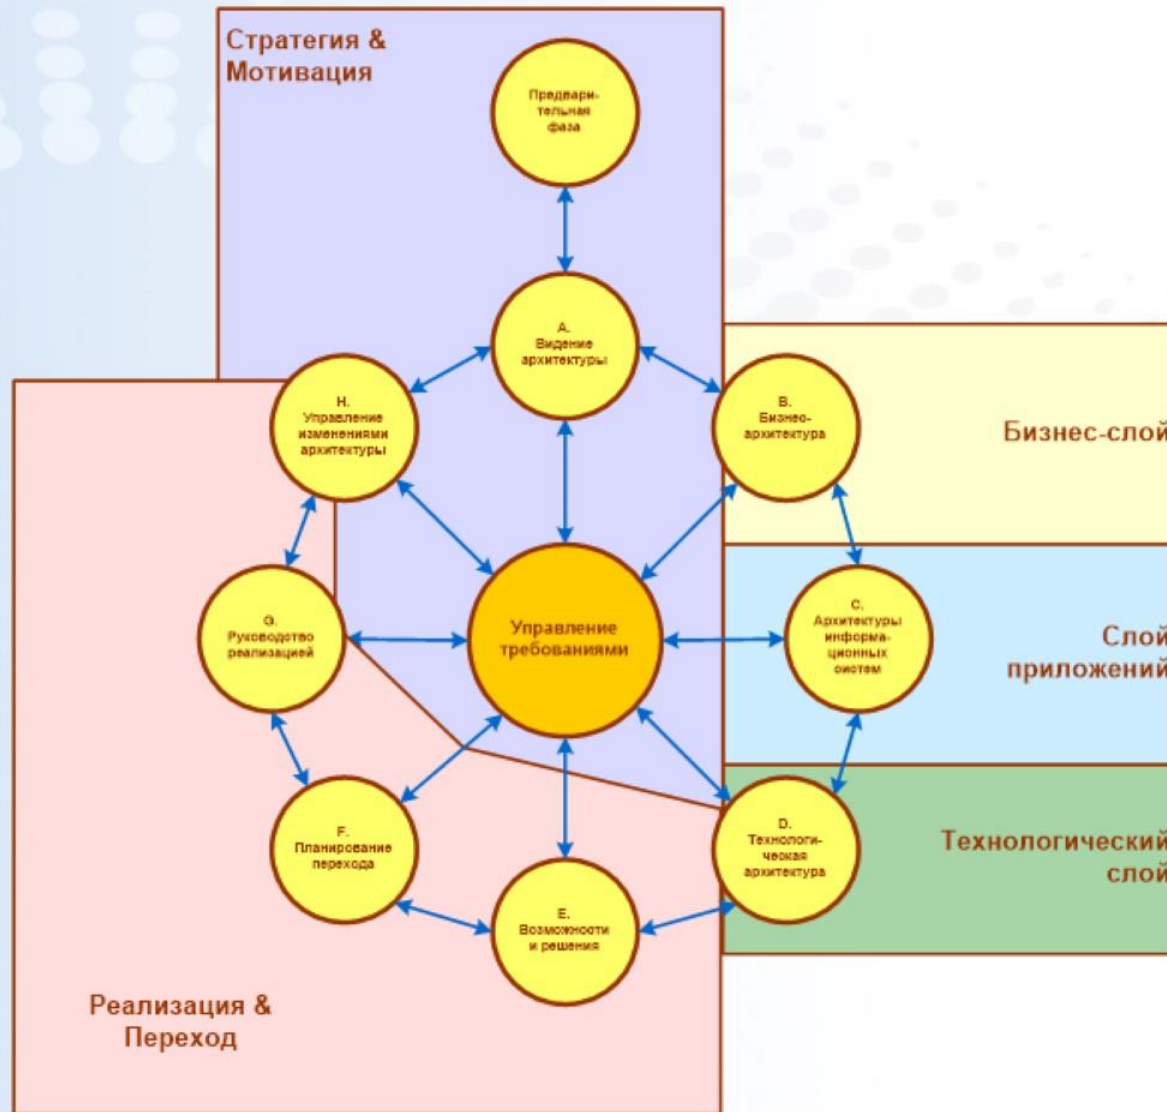 Стратегия &
Мотивация
Предвари-
тельная
фаза
A.
Видение
архитектуры
H.
Управление
изменениями
архитектуры
B.
Бизнес-
архитектура
Бизнес-слой
G.
Руководство
реализацией
Управление
требованиями
C.
Архитектуры
информа-
ционных
систем
Слой
приложений
F.
Планирование
перехода
D.
Технологи-
ческая
архитектура
Технологический
слой
E.
Возможности
и решения
Реализация &
Переход